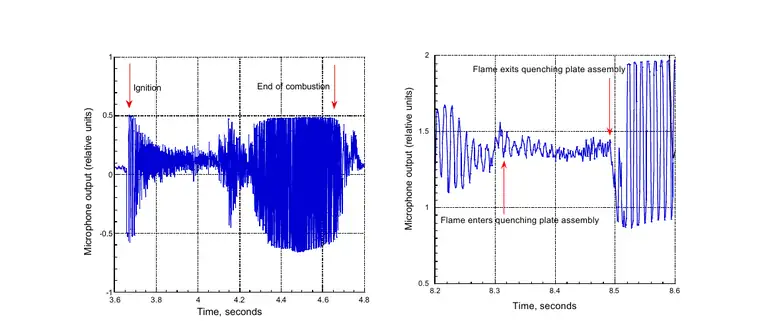 1
0.5
0
-0.5
-1
3.6 3.8 4 4.2 4.4 4.6 4.8
Microphone output (relative units)
Time, seconds
Ignition
End of combustion
2
1.5
1
0.5
8.2 8.3 8.4 8.5 8.6
Microphone output (relative units)
Time, seconds
Flame exits quenching plate assembly
Flame enters quenching plate assembly